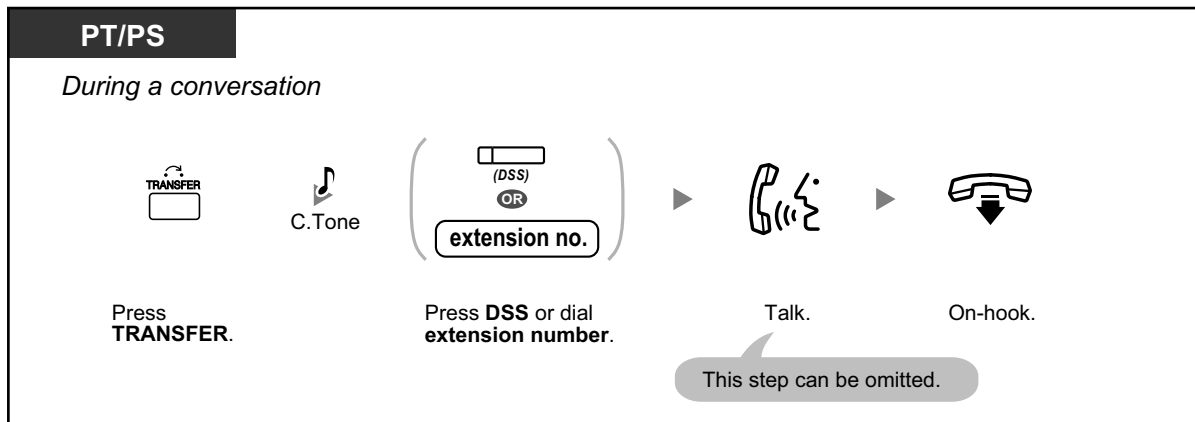 PT/PS
During a conversation
TRANSFER
C.Tone
(DSS)
OR
extension no.
Press
TRANSFER.
Press DSS or dial
extension number.
Talk.
On-hook.
This step can be omitted.